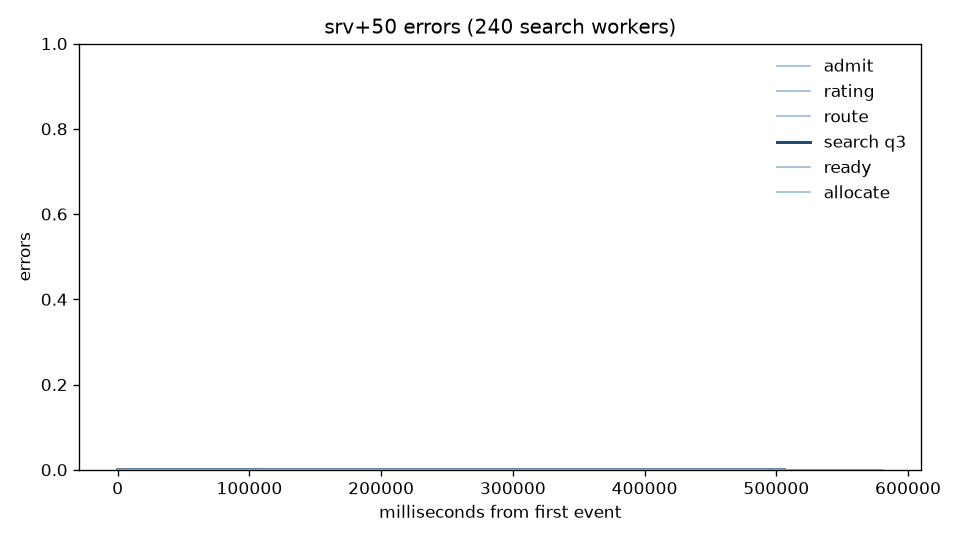 srv+50 errors (240 search workers)
1.0
0.8
0.6
0.4
0.2
0.0
errors
admit
rating
route
search q3
ready
allocate
0 100000 200000 300000 400000 500000 600000
milliseconds from first event